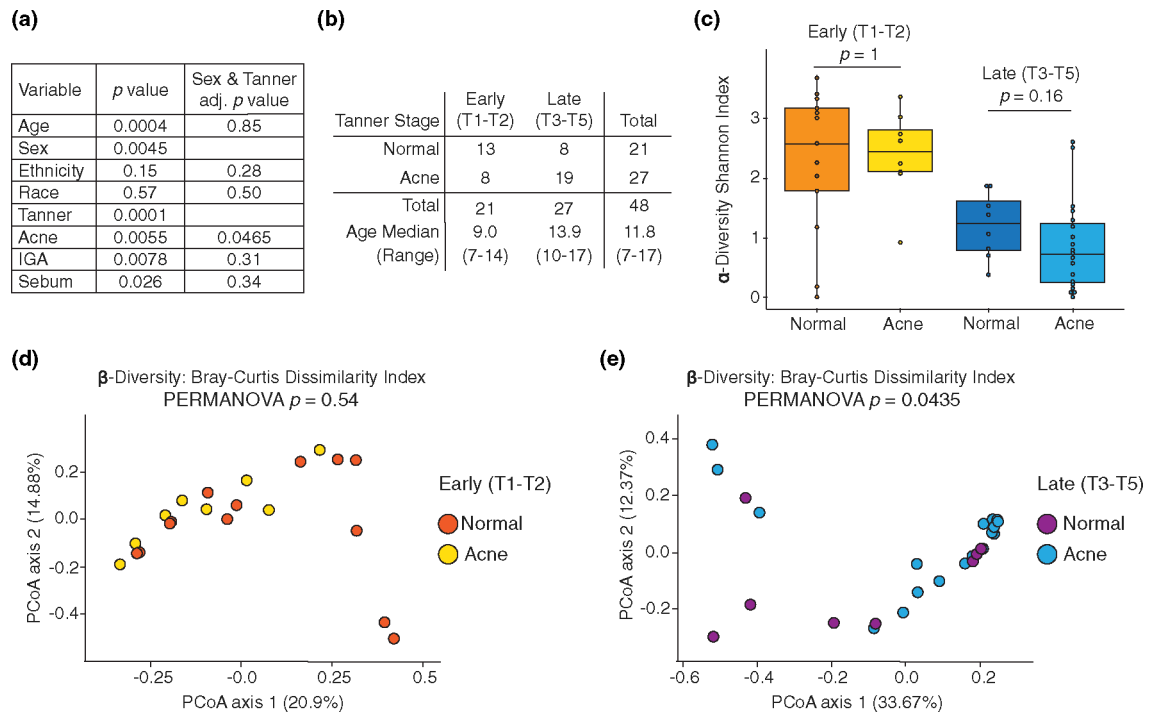 (a)
Variable p value Sex & Tanner adj. p value
Age 0.0004 0.85
Sex 0.0045
Ethnicity 0.15 0.28
Race 0.57 0.50
Tanner 0.0001
Acne 0.0055 0.0465
IGA 0.0078 0.31
Sebum 0.026 0.34
(b)
Tanner Stage Early (T1-T2) Late (T3-T5) Total
Normal 13 8 21
Acne 8 19 27
Total 21 27 48
Age Median 9.0 13.9 11.8
(Range) (7-14) (10-17) (7-17)
(c)
Early (T1-T2)
p = 1
Late (T3-T5)
p = 0.16
α-Diversity Shannon Index
3
2
1
0
Normal Acne Normal Acne
(d)
β-Diversity: Bray-Curtis Dissimilarity Index
PERMANOVA p = 0.54
PCoA axis 2 (14.88%)
0.2
0.0
-0.2
-0.4
-0.25 -0.0 0.25 0.5
PCoA axis 1 (20.9%)
Early (T1-T2)
Normal
Acne
(e)
β-Diversity: Bray-Curtis Dissimilarity Index
PERMANOVA p = 0.0435
PCoA axis 2 (12.37%)
0.4
0.2
0.0
-0.2
-0.6 -0.4 -0.2 0.0 0.2
PCoA axis 1 (33.67%)
Late (T3-T5)
Normal
Acne